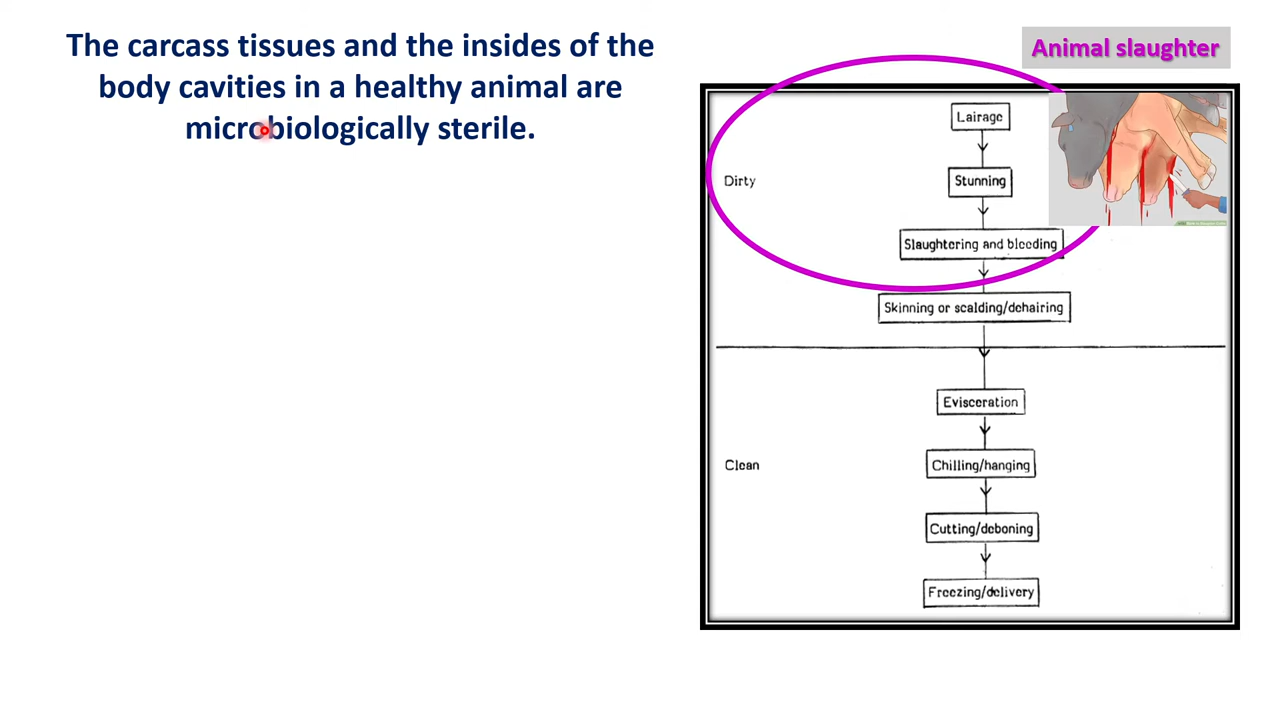 The carcass tissues and the insides of the
body cavities in a healthy animal are
microbiologically sterile.
Animal slaughter
Lairage
Dirty
Stunning
Slaughtering and bleeding
Skinning or scalding/dehairing
Evisceration
Clean
Chilling/hanging
Cutting/deboning
Freezing/delivery